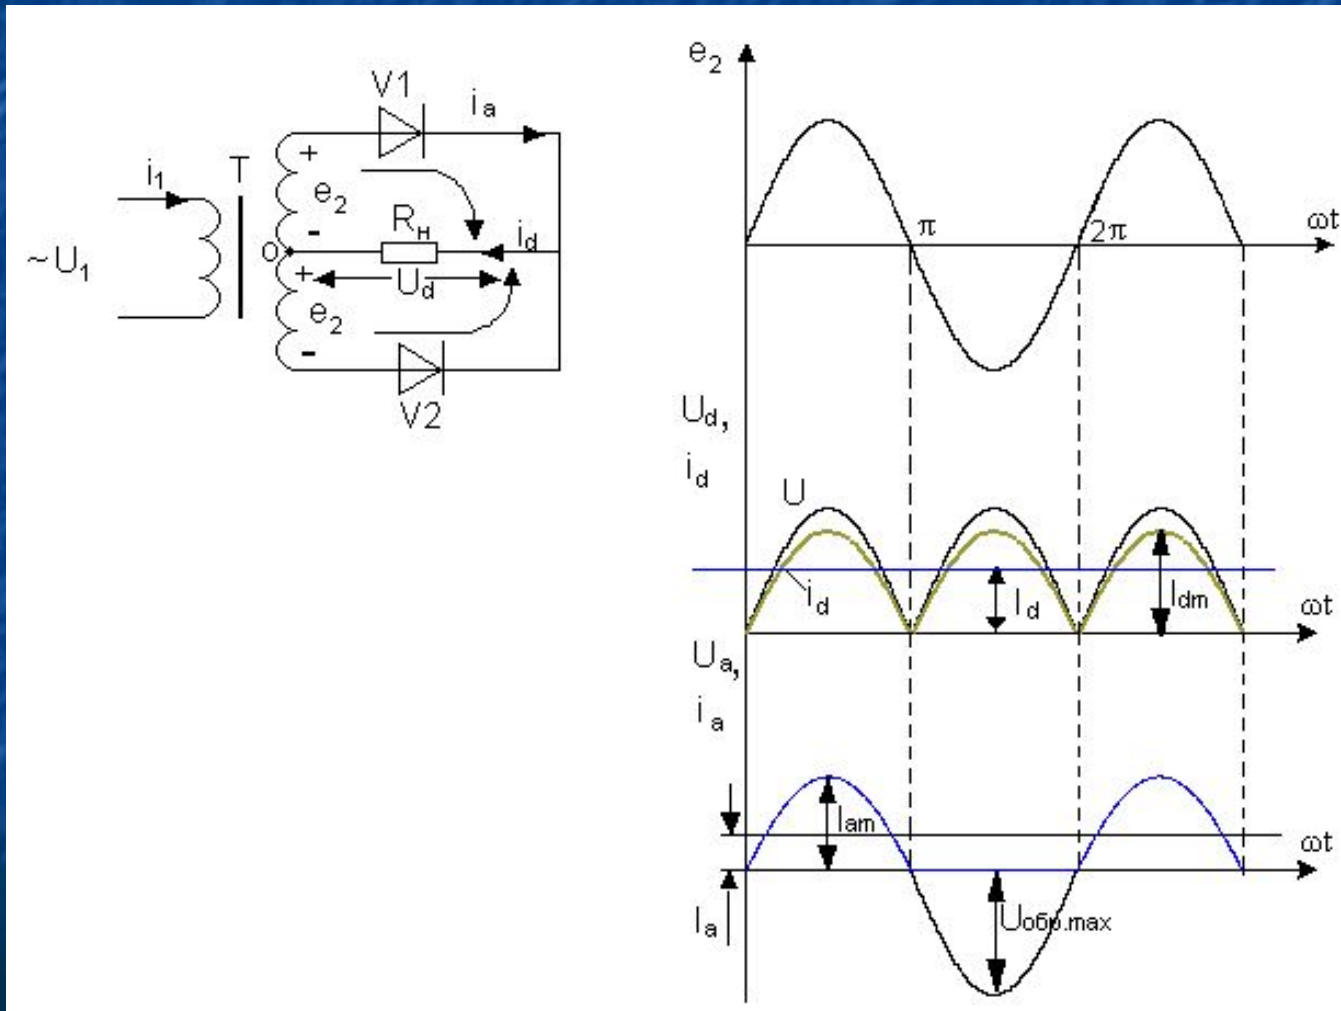 V1
i a
i1
T
+
e2
-
Rн
id
~U1
o
+
Ud
e2
-
V2
e2
π
2π
ωt
Ud,
id
U
id
Id
Idm
ωt
Ua,
ia
Iam
ωt
Ia
Uобр.max